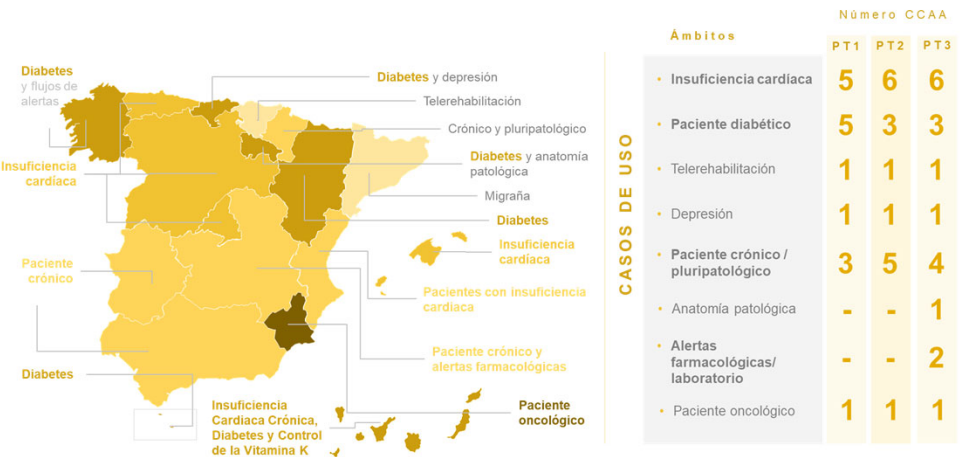 Diabetes
y flujos de
alertas
Insuficiencia
cardíaca
Paciente
crónico
Diabetes
Diabetes y depresión
Telerehabilitación
Crónico y pluripatológico
Diabetes y anatomía
patológica
Migraña
Diabetes
Insuficiencia
cardíaca
Pacientes con insuficiencia
cardíaca
Paciente crónico y
alertas farmacológicas
Insuficiencia
Cardiaca Crónica,
Diabetes y Control
de la Vitamina K
Paciente
oncológico
CASOS DE USO
Número CCAA
Ámbitos PT1 PT2 PT3
• Insuficiencia cardíaca 5 6 6
• Paciente diabético 5 3 3
• Telerehabilitación 1 1 1
• Depresión 1 1 1
• Paciente crónico /
pluripatológico 3 5 4
• Anatomía patológica - - 1
• Alertas
farmacológicas/
laboratorio - - 2
• Paciente oncológico 1 1 1